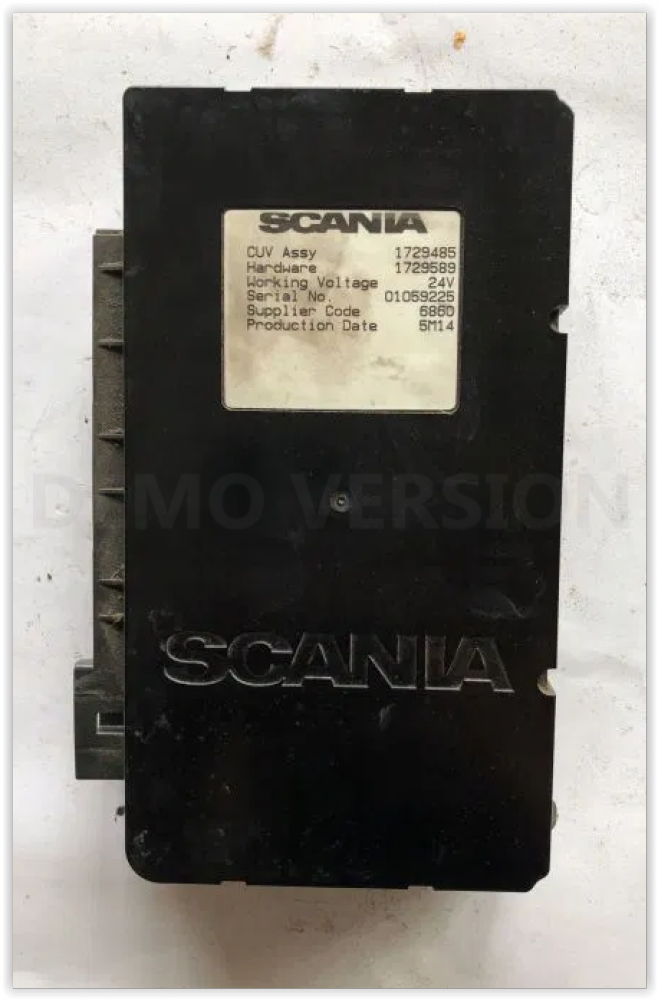 SCANIA
CUV Assy 1729485
Hardware 1729589
Working Voltage 24V
Serial No. 01059225
Supplier Code 6860
Production Date 5M14
DEMO VERSION
SCANIA